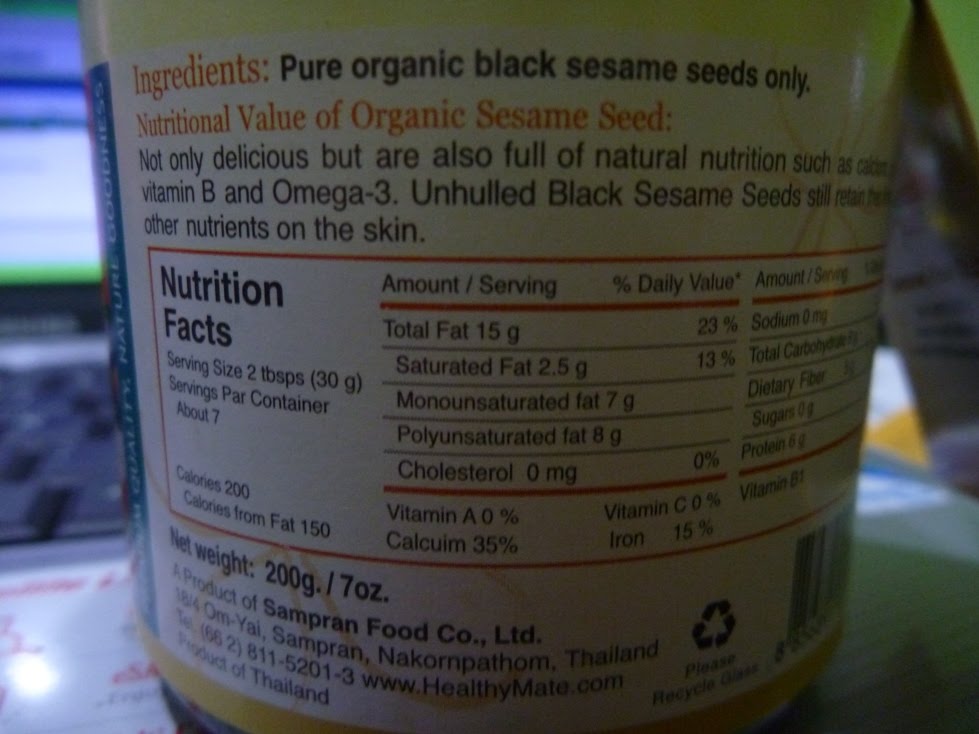 Ingredients: Pure organic black sesame seeds only.
Nutritional Value of Organic Sesame Seed:
Not only delicious but are also full of natural nutrition such as
vitamin B and Omega-3. Unhulled Black Sesame Seeds still retain the
other nutrients on the skin.
Nutrition
Facts
Serving Size 2 tbsps (30 g)
Servings Par Container
About 7
Calories 200
Calories from Fat 150
Amount / Serving % Daily Value*
Total Fat 15 g 23 %
Saturated Fat 2.5 g 13 %
Monounsaturated fat 7 g
Polyunsaturated fat 8 g
Cholesterol 0 mg 0%
Vitamin A 0 % Vitamin C 0 %
Calcuim 35% Iron 15 %
Amount / Serving
Sodium 0 mg
Total Carbohydrate
Dietary Fiber
Sugars 0 g
Protein 6 g
Vitamin B1
Net weight: 200g. / 7oz.
A Product of Sampran Food Co., Ltd.
18/4 Om-Yai, Sampran, Nakornpathom, Thailand
Tel. (66 2) 811-5201-3 www.HealthyMate.com
Product of Thailand
Please
Recycle Glass
QUALITY, NATURE GOODNESS